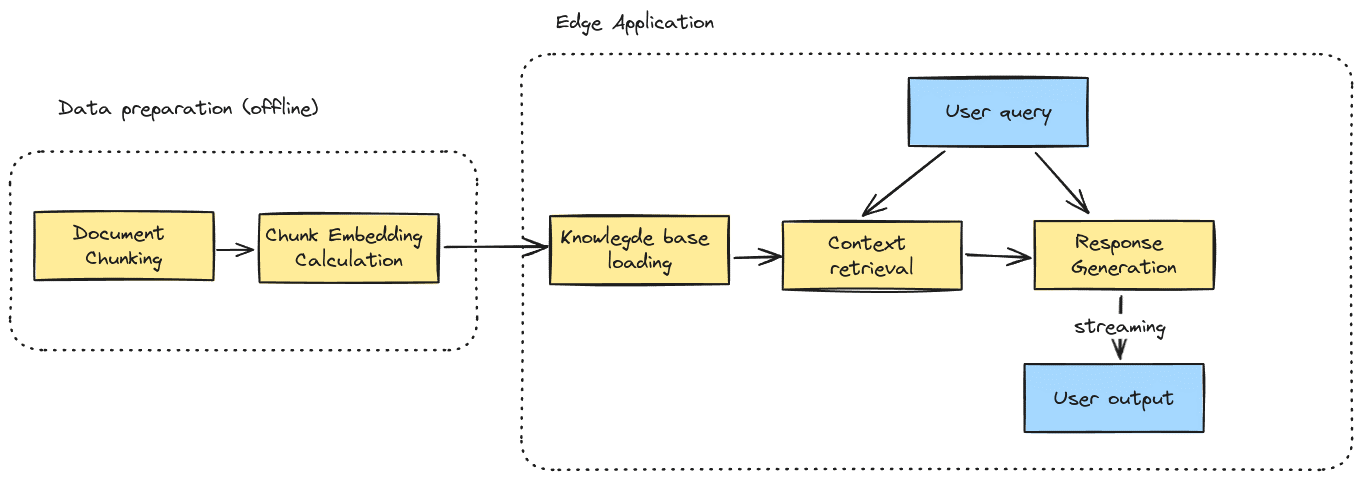 Edge Application
Data preparation (offline)
User query
Document
Chunking
Chunk Embedding
Calculation
Knowlegde base
loading
Context
retrieval
Response
Generation
streaming
User output